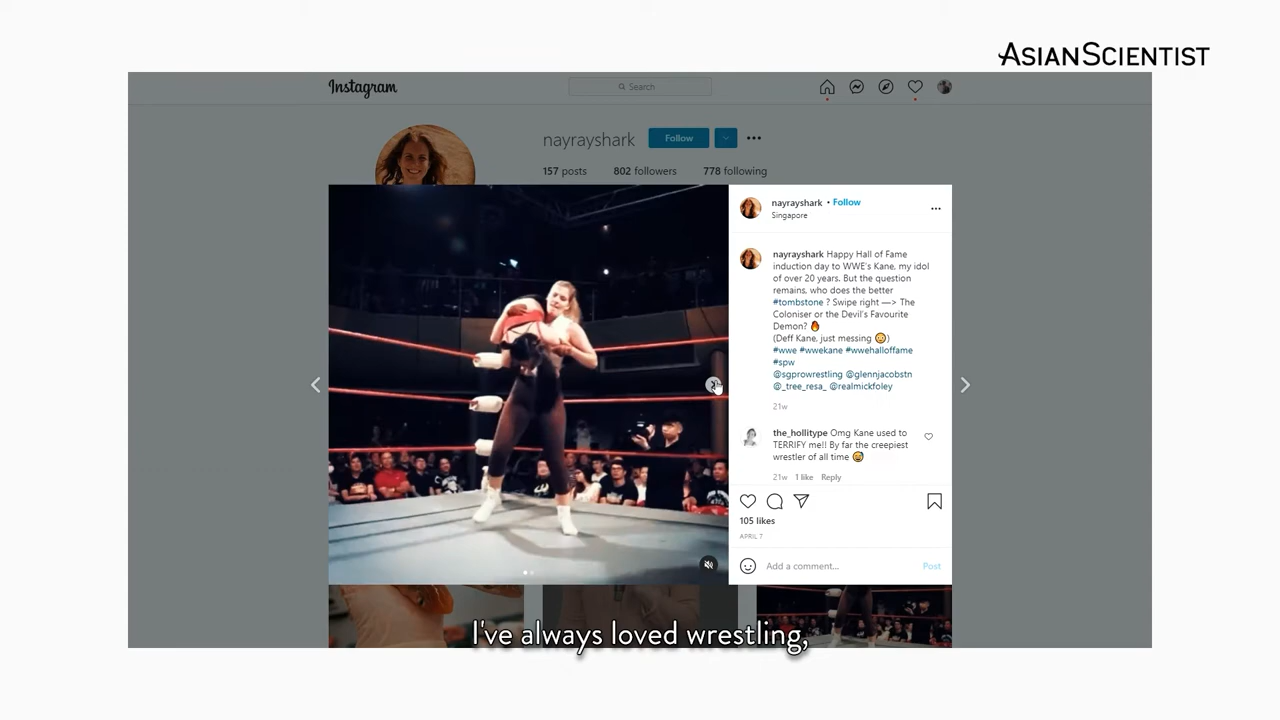 ASIANSCIENTIST
Instagram
Search
nayrayshark Follow
157 posts 802 followers 778 following
nayrayshark • Follow
Singapore
nayrayshark Happy Hall of Fame
induction day to WWE's Kane, my idol
of over 20 years. But the question
remains, who does the better
#tombstone ? Swipe right —> The
Coloniser or the Devil's Favourite
Demon? 🔥
(Deff Kane, just messing 😊)
#wwe #wwekane #wwehalloffame
#spw
@sgprowrestling @glennjacobstn
@_tree_resa_ @realmickfoley
21w
the_hollitype Omg Kane used to
TERRIFY me!! By far the creepiest
wrestler of all time 😅
21w 1 like Reply
105 likes
APRIL 7
Add a comment... Post
I've always loved wrestling,